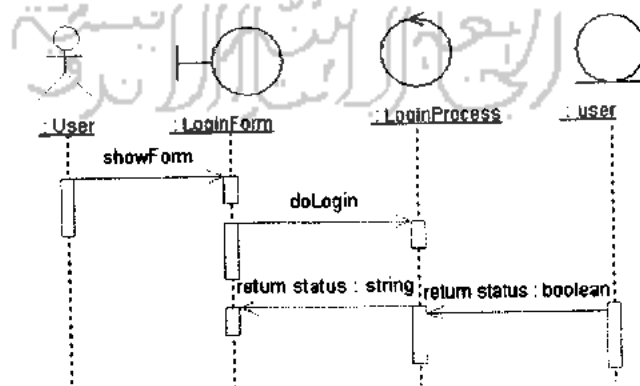 : User
: LoginForm
: LoginProcess
: user
showForm
doLogin
return status : string
return status : boolean